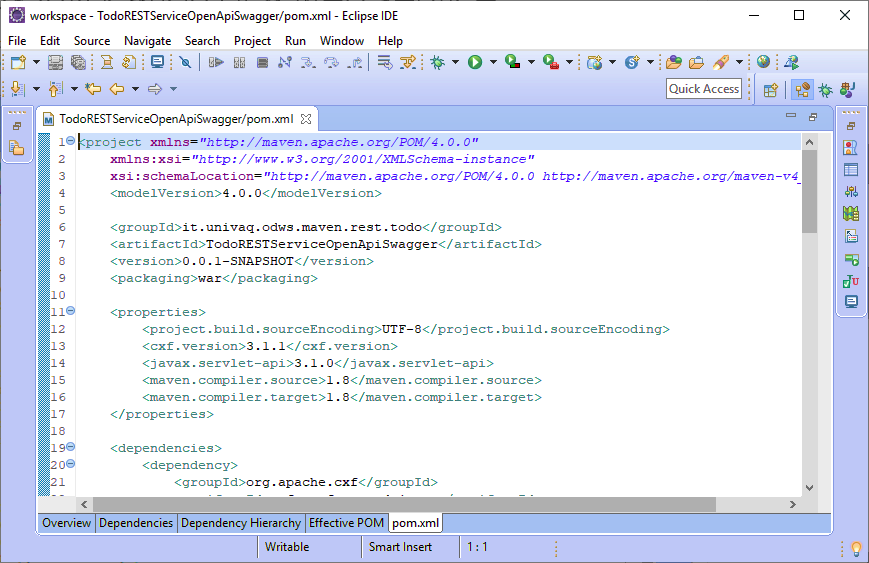 workspace - TodoRESTServiceOpenApiSwagger/pom.xml - Eclipse IDE
File Edit Source Navigate Search Project Run Window Help
Quick Access
TodoRESTServiceOpenApiSwagger/pom.xml
1 <project xmlns="http://maven.apache.org/POM/4.0.0"
2 xmlns:xsi="http://www.w3.org/2001/XMLSchema-instance"
3 xsi:schemaLocation="http://maven.apache.org/POM/4.0.0 http://maven.apache.org/maven-v4_
4 <modelVersion>4.0.0</modelVersion>
5
6 <groupId>it.univaq.odws.maven.rest.todo</groupId>
7 <artifactId>TodoRESTServiceOpenApiSwagger</artifactId>
8 <version>0.0.1-SNAPSHOT</version>
9 <packaging>war</packaging>
10
11 <properties>
12 <project.build.sourceEncoding>UTF-8</project.build.sourceEncoding>
13 <cxf.version>3.1.1</cxf.version>
14 <javax.servlet-api>3.1.0</javax.servlet-api>
15 <maven.compiler.source>1.8</maven.compiler.source>
16 <maven.compiler.target>1.8</maven.compiler.target>
17 </properties>
18
19 <dependencies>
20 <dependency>
21 <groupId>org.apache.cxf</groupId>
Overview Dependencies Dependency Hierarchy Effective POM pom.xml
Writable Smart Insert 1 : 1